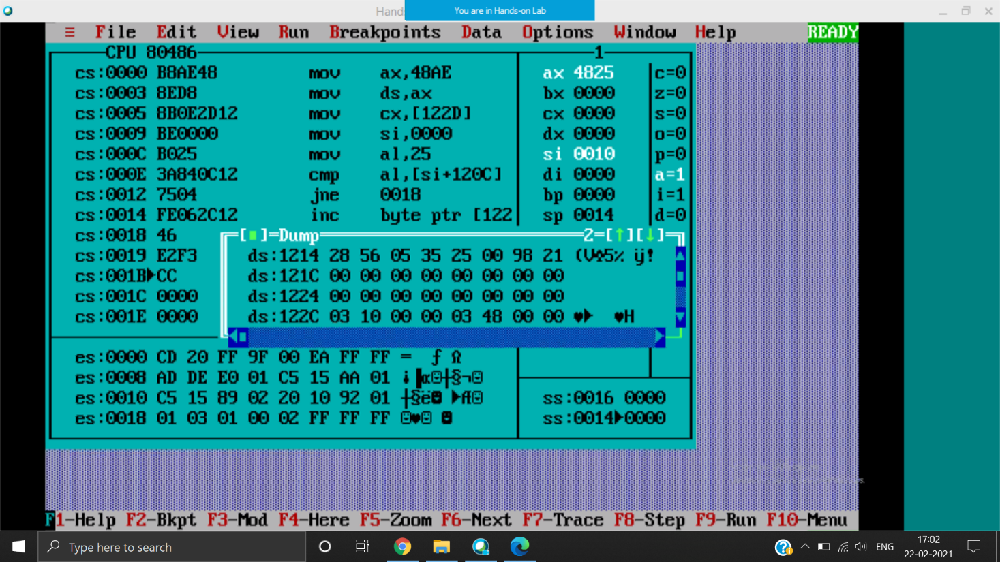 Hand
You are in Hands-on Lab
≡ File Edit View Run Breakpoints Data Options Window Help READY
CPU 80486 1
cs:0000 B8AE48 mov ax,48AE ax 4825 c=0
cs:0003 8ED8 mov ds,ax bx 0000 z=0
cs:0005 8B0E2D12 mov cx,[122D] cx 0000 s=0
cs:0009 BE0000 mov si,0000 dx 0000 o=0
cs:000C B025 mov al,25 si 0010 p=0
cs:000E 3A840C12 cmp al,[si+120C] di 0000 a=1
cs:0012 7504 jne 0018 bp 0000 i=1
cs:0014 FE062C12 inc byte ptr [122 sp 0014 d=0
cs:0018 46
[■]=Dump 2=[↑][↓]
cs:0019 E2F3
ds:1214 28 56 05 35 25 00 98 21 (V♣5% ÿ!
cs:001B►CC
ds:121C 00 00 00 00 00 00 00 00
cs:001C 0000
ds:1224 00 00 00 00 00 00 00 00
cs:001E 0000
ds:122C 03 10 00 00 03 48 00 00 ♥► ♥H
es:0000 CD 20 FF 9F 00 EA FF FF = ƒ Ω
es:0008 AD DE E0 01 C5 15 AA 01 ¡▐α☺┼§¬☺
es:0010 C5 15 89 02 20 10 92 01 ┼§ë☻ ►Æ☺
ss:0016 0000
es:0018 01 03 01 00 02 FF FF FF ☺♥☺ ☻
ss:0014►0000
F1-Help F2-Bkpt F3-Mod F4-Here F5-Zoom F6-Next F7-Trace F8-Step F9-Run F10-Menu
Type here to search
ENG
17:02
22-02-2021